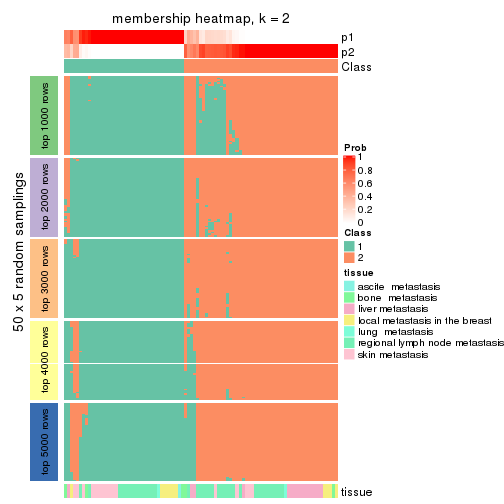 membership heatmap, k = 2
p1
p2
Class
50 x 5 random samplings
top 1000 rows
top 2000 rows
top 3000 rows
top 4000 rows
top 5000 rows
Prob
1
0.8
0.6
0.4
0.2
0
Class
1
2
tissue
ascite metastasis
bone metastasis
liver metastasis
local metastasis in the breast
lung metastasis
regional lymph node metastasis
skin metastasis
tissue